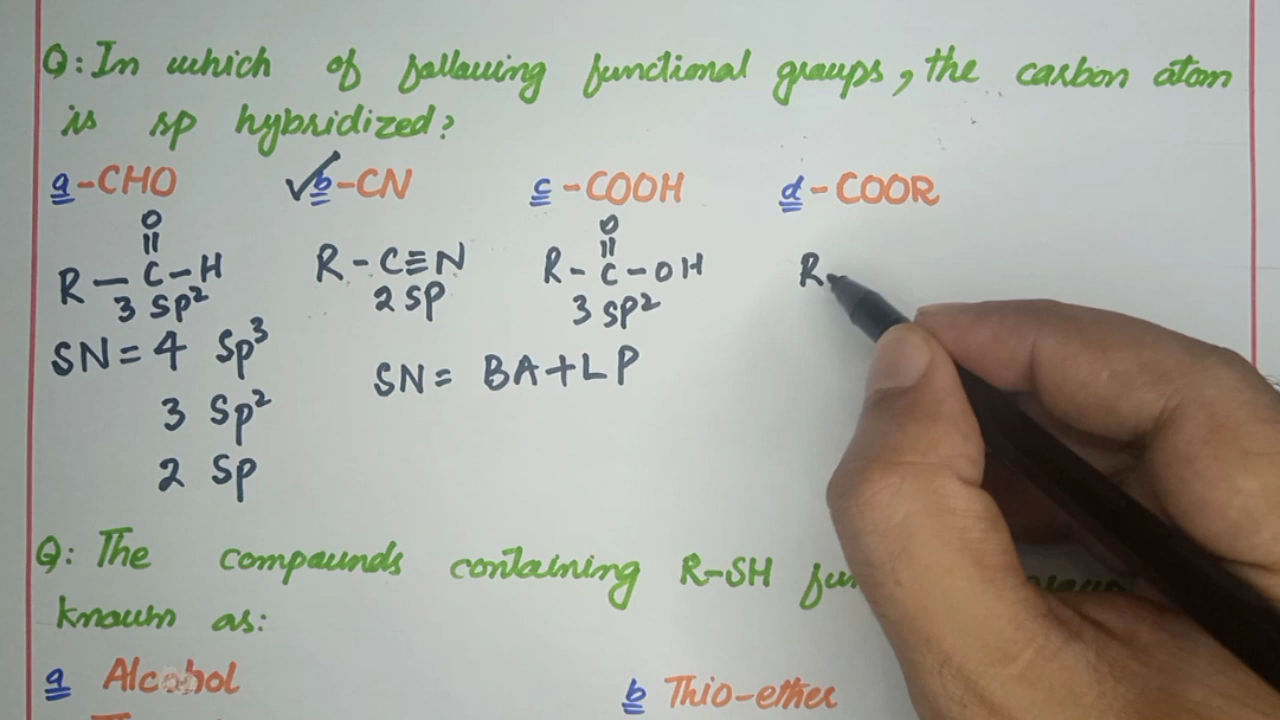 Q: In which of following functional groups, the carbon atom
is sp hybridized?
a -CHO ✓ b -CN c -COOH d -COOR
O O
|| ||
R - C - H R - C ≡ N R - C - OH R
3 Sp² 2 SP 3 SP²
SN = 4 Sp³
SN = BA + LP
3 Sp²
2 Sp
Q: The compounds containing R-SH
known as:
a Alcohol b Thio-ether